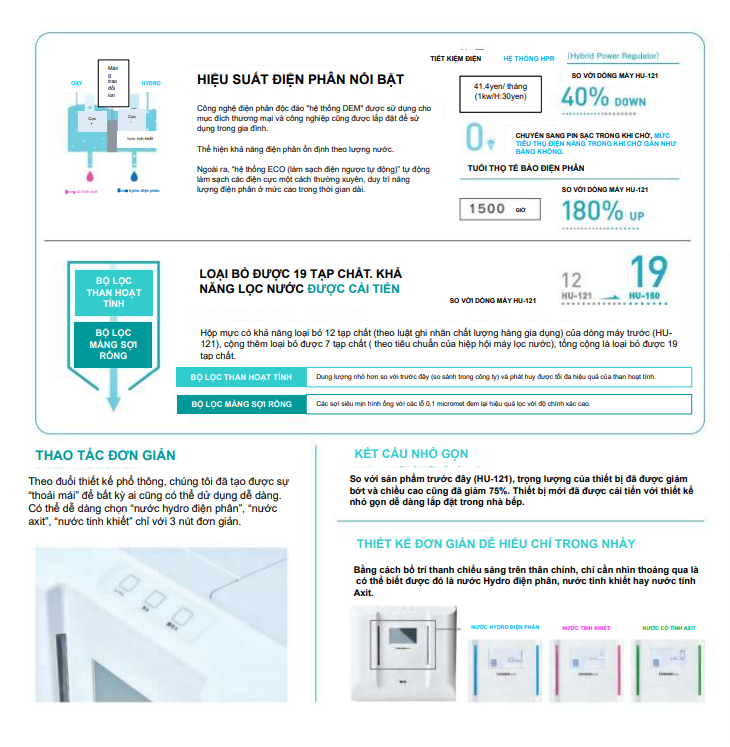 TIẾT KIỆM ĐIỆN
HỆ THỐNG HPR
(Hybrid Power Regulator)
Màn
g
trao
đổi
ion
OXY
HYDRO
Cực
+
Cực
-
Nước tinh khiết
HIỆU SUẤT ĐIỆN PHÂN NỔI BẬT
Công nghệ điện phân độc đáo "hệ thống DEM" được sử dụng cho
mục đích thương mại và công nghiệp cũng được lắp đặt để sử
dụng trong gia đình.
Thể hiện khả năng điện phân ổn định theo lượng nước.
Ngoài ra, "hệ thống ECO (làm sạch điện ngược tự động)" tự động
làm sạch các điện cực một cách thường xuyên, duy trì năng
lượng điện phân ở mức cao trong thời gian dài.
41.4yen/ tháng
(1kw/H:30yen)
SO VỚI DÒNG MÁY HU-121
40% DOWN
0
CHUYỂN SANG PIN SẠC TRONG KHI CHỜ, MỨC
TIÊU THỤ ĐIỆN NĂNG TRONG KHI CHỜ GẦN NHƯ
BẰNG KHÔNG.
TUỔI THỌ TẾ BÀO ĐIỆN PHÂN
1500 GIỜ
SO VỚI DÒNG MÁY HU-121
180% UP
BỘ LỌC
THAN HOẠT
TÍNH
BỘ LỌC
MÀNG SỢI
RỖNG
LOẠI BỎ ĐƯỢC 19 TẠP CHẤT. KHẢ
NĂNG LỌC NƯỚC ĐƯỢC CẢI TIẾN
SO VỚI DÒNG MÁY HU-121
12
HU-121
19
HU-150
Hộp mực có khả năng loại bỏ 12 tạp chất (theo luật ghi nhãn chất lượng hàng gia dụng) của dòng máy trước (HU-
121), cộng thêm loại bỏ được 7 tạp chất ( theo tiêu chuẩn của hiệp hội máy lọc nước), tổng cộng là loại bỏ được 19
tạp chất.
BỘ LỌC THAN HOẠT TÍNH
Dung lượng nhỏ hơn so với trước đây (so sánh trong công ty) và phát huy được tối đa hiệu quả của than hoạt tính.
BỘ LỌC MÀNG SỢI RỖNG
Các sợi siêu mịn hình ống với các lỗ 0,1 micromet đem lại hiệu quả lọc với độ chính xác cao.
THAO TÁC ĐƠN GIẢN
Theo đuổi thiết kế phổ thông, chúng tôi đã tạo được sự
"thoải mái" để bất kỳ ai cũng có thể dử dụng dễ dàng.
Có thể dễ dàng chọn "nước hydro điện phân", "nước
axit", "nước tinh khiết" chỉ với 3 nút đơn giản.
KẾT CẤU NHỎ GỌN
So với sản phẩm trước đây (HU-121), trọng lượng của thiết bị đã được giảm
bớt và chiều cao cũng đã giảm 75%. Thiết bị mới đã được cải tiến với thiết kế
nhỏ gọn dễ dàng lắp đặt trong nhà bếp.
THIẾT KẾ ĐƠN GIẢN DỄ HIỂU CHỈ TRONG NHÁY
Bằng cách bố trí thanh chiếu sáng trên thân chính, chỉ cần nhìn thoáng qua là
có thể biết được đó là nước Hydro điện phân, nước tinh khiết hay nước tính
Axit.
NƯỚC HYDRO ĐIỆN PHÂN
NƯỚC TINH KHIẾT
NƯỚC CÓ TÍNH AXIT